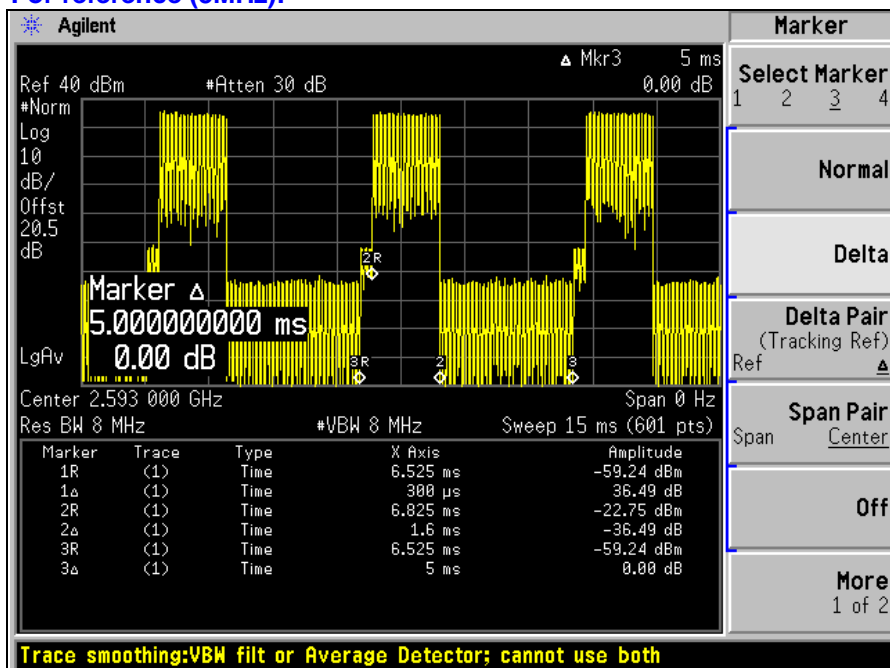 Agilent
Marker
Δ Mkr3 5 ms
Ref 40 dBm #Atten 30 dB 0.00 dB
#Norm
Log
10
dB/
Offst
20.5
dB
LgAv
2R
Marker Δ
5.000000000 ms
0.00 dB
3R 2 3
Center 2.593 000 GHz Span 0 Hz
Res BW 8 MHz #VBW 8 MHz Sweep 15 ms (601 pts)
Marker Trace Type X Axis Amplitude
1R (1) Time 6.525 ms -59.24 dBm
1Δ (1) Time 300 µs 36.49 dB
2R (1) Time 6.825 ms -22.75 dBm
2Δ (1) Time 1.6 ms -36.49 dB
3R (1) Time 6.525 ms -59.24 dBm
3Δ (1) Time 5 ms 0.00 dB
Select Marker
1 2 3 4
Normal
Delta
Delta Pair
(Tracking Ref)
Ref Δ
Span Pair
Span Center
Off
More
1 of 2
Trace smoothing:VBW filt or Average Detector; cannot use both